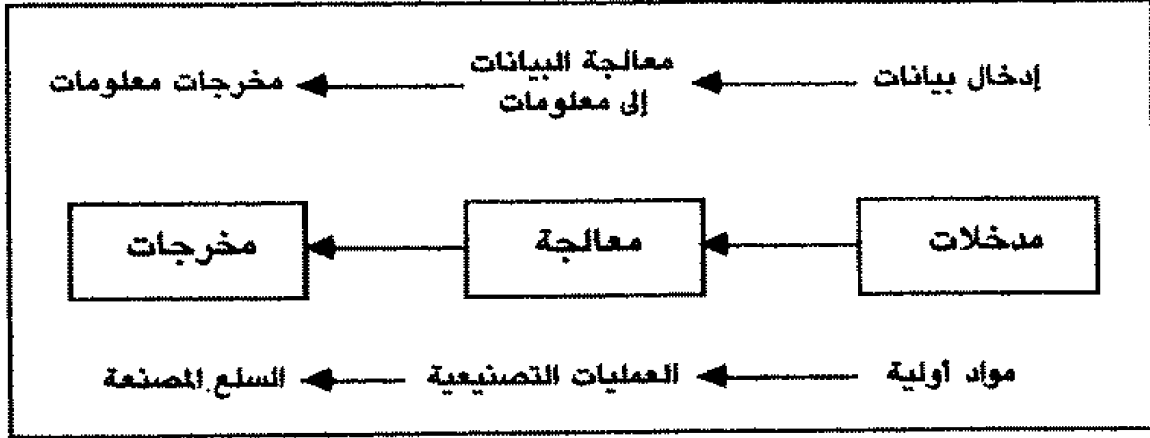 إدخال بيانات
معالجة البيانات
إلى معلومات
مخرجات معلومات
مدخلات
معالجة
مخرجات
مواد أولية
العمليات التصنيعية
السلع المصنعة